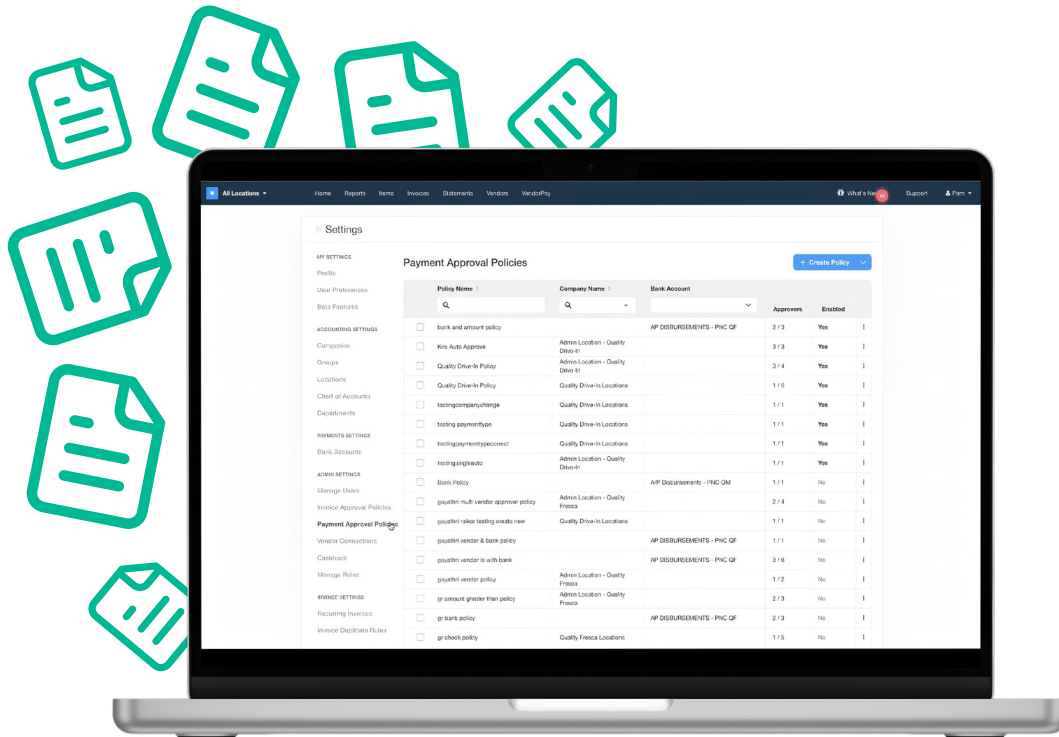 All Locations
Home Reports Items Invoices Statements Vendors VendorPay
What's New
Support
Pam
Settings
MY SETTINGS
Profile
User Preferences
Beta Features
ACCOUNTING SETTINGS
Companies
Groups
Locations
Chart of Accounts
Departments
PAYMENTS SETTINGS
Bank Accounts
ADMIN SETTINGS
Manage Users
Invoice Approval Policies
Payment Approval Policies
Vendor Connections
Cashback
Manage Roles
INVOICE SETTINGS
Recurring Invoices
Invoice Duplicate Rules
Payment Approval Policies
+ Create Policy
Policy Name Company Name Bank Account Approvers Enabled
bank and amount policy AP DISBURSEMENTS - PNC QF 2 / 3 Yes
Kris Auto Approve Admin Location - Quality Drive-In 3 / 3 Yes
Quality Drive-In Policy Admin Location - Quality Drive-In 3 / 4 Yes
Quality Drive-In Policy Quality Drive-In Locations 1 / 5 Yes
testingcompanychange Quality Drive-In Locations 1 / 1 Yes
testing paymenttype Quality Drive-In Locations 1 / 1 Yes
testingpaymenttypecorrect Quality Drive-In Locations 1 / 1 Yes
testingsingleauto Admin Location - Quality Drive-In 1 / 1 Yes
Bank Policy A/P Disbursements - PNC QM 1 / 1 No
gayathri multi vendor approver policy Admin Location - Quality Fresca 2 / 4 No
gayathri raikar testing create new Quality Drive-In Locations 1 / 1 No
gayathri vendor & bank policy AP DISBURSEMENTS - PNC QF 1 / 1 No
gayathri vendor is with bank AP DISBURSEMENTS - PNC QF 3 / 6 No
gayathri vendor policy Admin Location - Quality Fresca 1 / 2 No
gr amount greater than policy Admin Location - Quality Fresca 2 / 3 No
gr bank policy AP DISBURSEMENTS - PNC QF 2 / 3 No
gr check policy Quality Fresca Locations 1 / 5 No